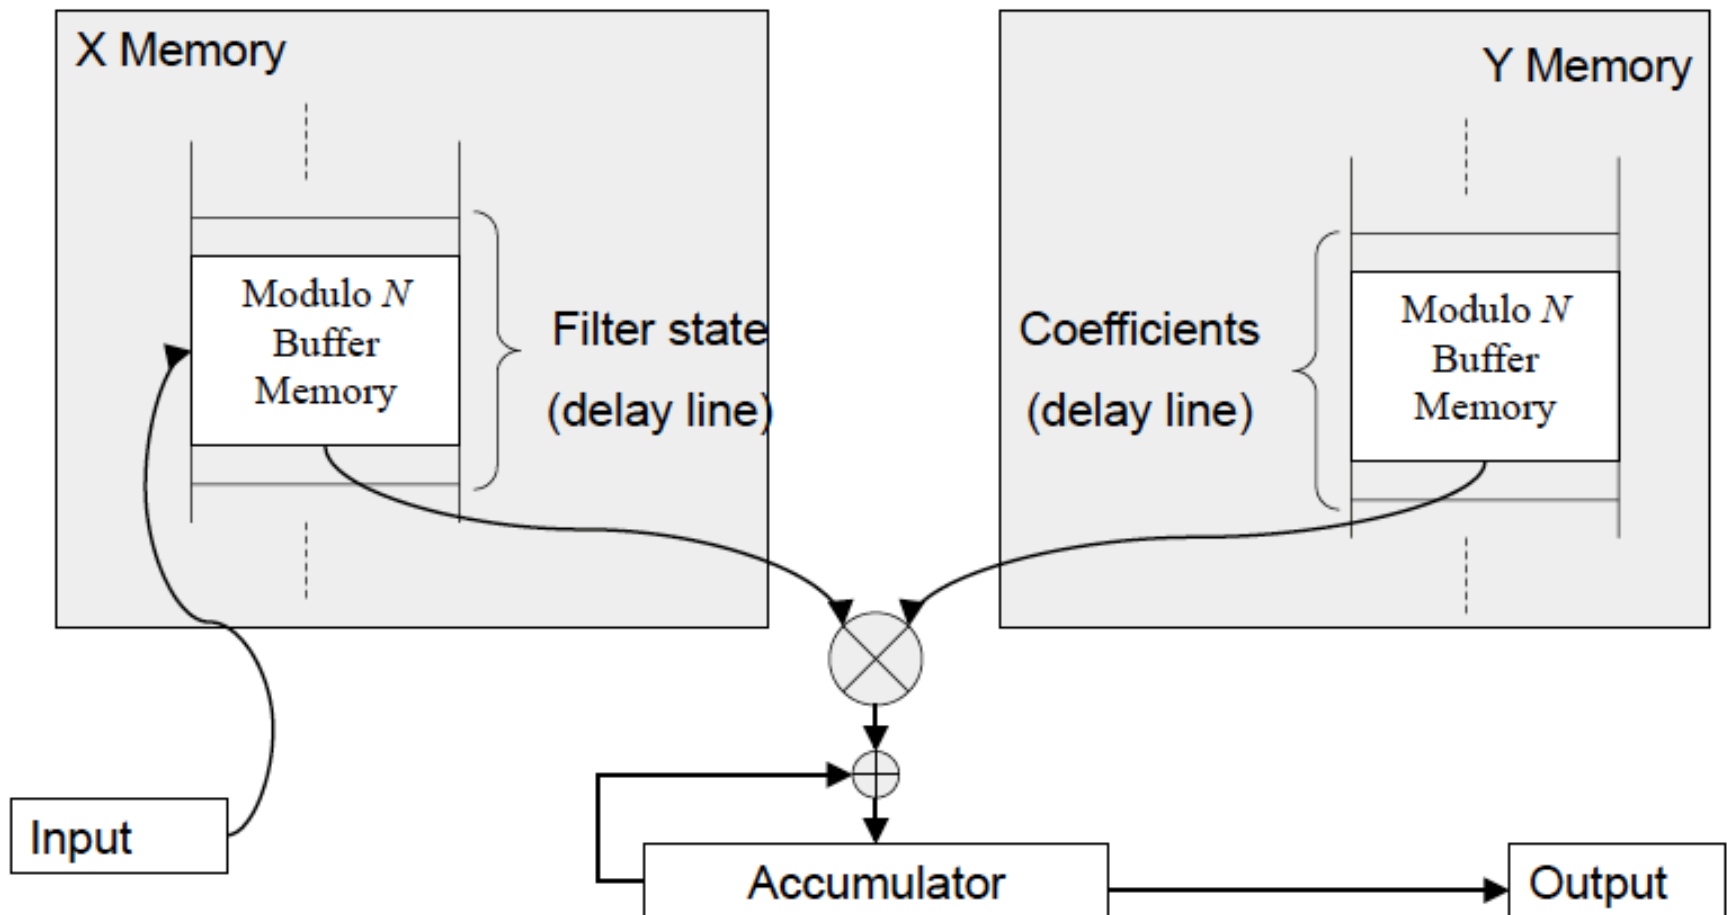 X Memory
Y Memory
Modulo N
Buffer
Memory
Filter state
(delay line)
Coefficients
(delay line)
Modulo N
Buffer
Memory
Input
Accumulator
Output